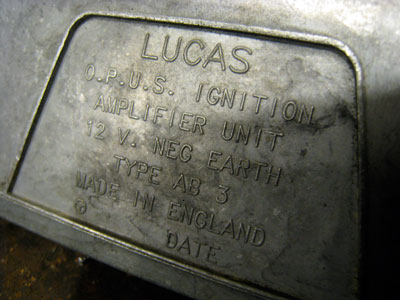 LUCAS
O.P.U.S. IGNITION
AMPLIFIER UNIT
12 V. NEG EARTH
TYPE AB 3
MADE IN ENGLAND
DATE